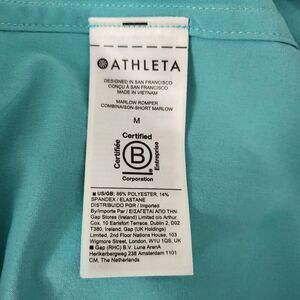 ATHLETA
DESIGNED IN SAN FRANCISCO
CONÇU À SAN FRANCISCO
MADE IN VIETNAM
MARLOW ROMPER
COMBINAISON-SHORT MARLOW
M
Certified
Certifiée
B
Entreprise
Corporation
US/GB: 86% POLYESTER, 14%
SPANDEX / ELASTANE
DISTRIBUIDO POR / Imported
By/Importe Par / ΕΙΣΑΓΕΤΑΙ ΑΠΟ ΤΗΝ
Gap Stores (Ireland) Limited c/o Arthur
Cox, 10 Earlsfort Terrace, Dublin 2, D02
T380, Ireland, Gap (UK Holdings)
Limited, 2nd Floor Nations House, 103
Wigmore Street, London, W1U 1QS, UK
Gap (RHC) B.V. Luna ArenA
Herikerbergweg 238 Amsterdam 1101
CM, The Netherlands